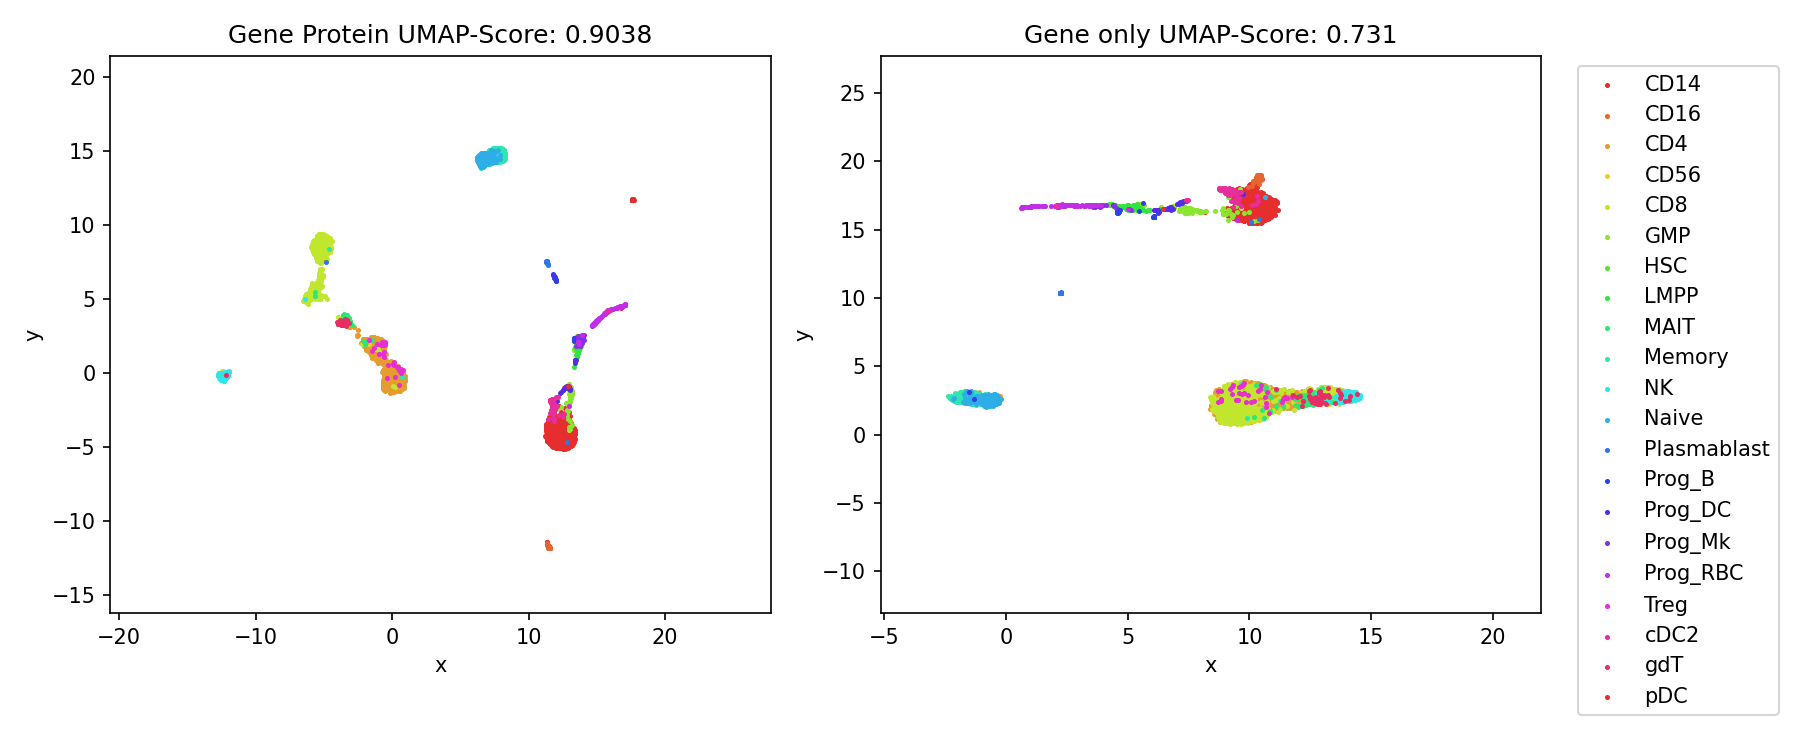 Gene Protein UMAP-Score: 0.9038
20
15
10
5
0
−5
−10
−15
y
−20
−10
0
10
20
x
Gene only UMAP-Score: 0.731
25
20
15
10
5
0
−5
−10
y
−5
0
5
10
15
20
x
CD14
CD16
CD4
CD56
CD8
GMP
HSC
LMPP
MAIT
Memory
NK
Naive
Plasmablast
Prog_B
Prog_DC
Prog_Mk
Prog_RBC
Treg
cDC2
gdT
pDC